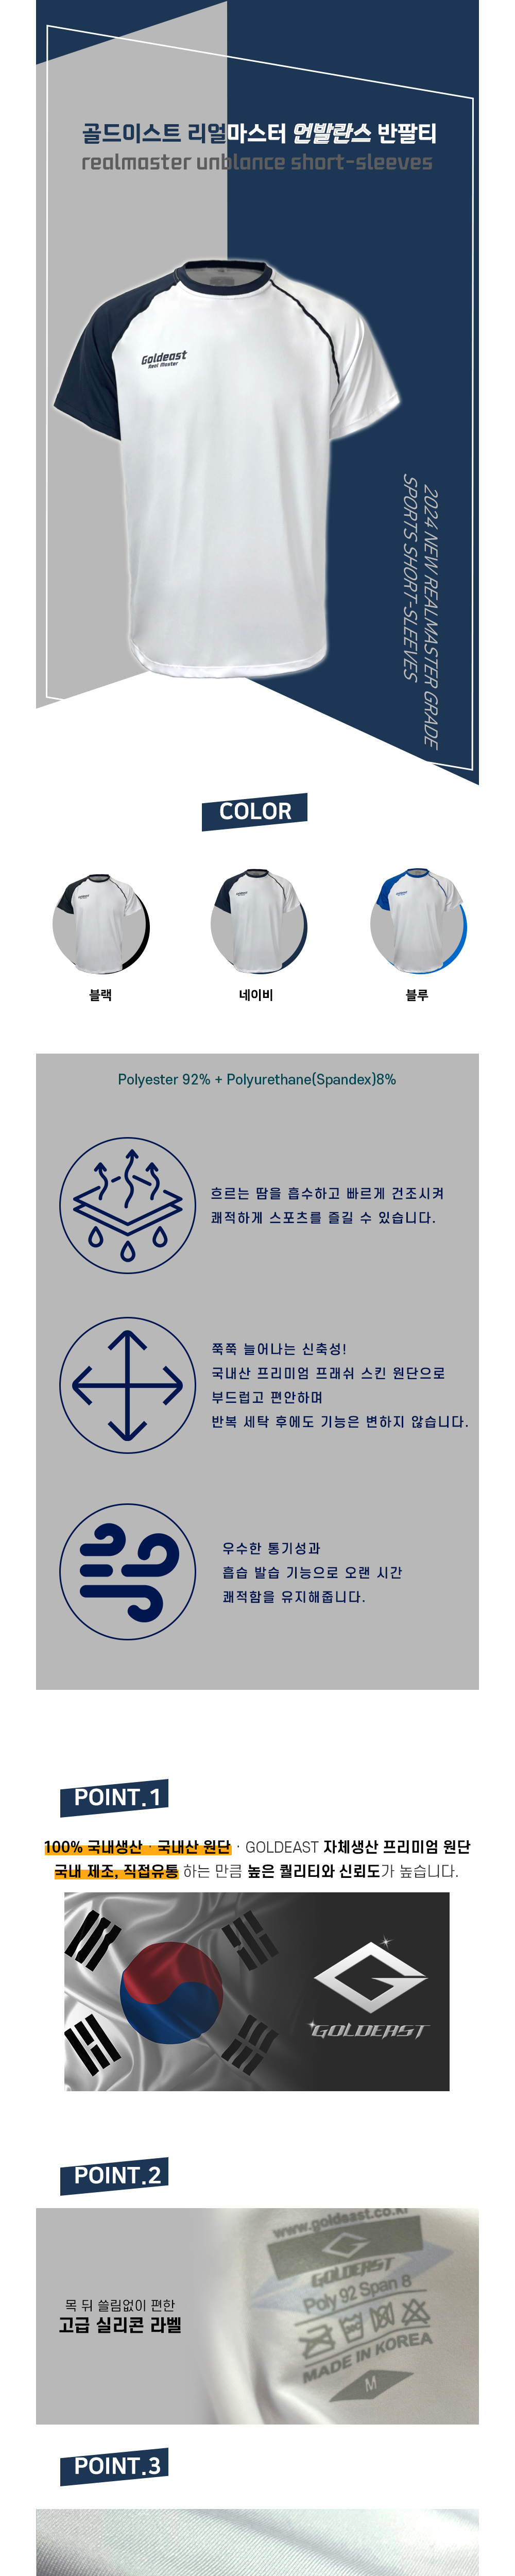 골드이스트 리얼마스터 언발란스 반팔티
realmaster unblance short-sleeves
Goldeast
Real Master
2024 NEW REALMASTER GRADE
SPORTS SHORT-SLEEVES
COLOR
블랙
네이비
블루
Polyester 92% + Polyurethane(Spandex)8%
흐르는 땀을 흡수하고 빠르게 건조시켜
쾌적하게 스포츠를 즐길 수 있습니다.
쭉쭉 늘어나는 신축성!
국내산 프리미엄 프래쉬 스킨 원단으로
부드럽고 편안하며
반복 세탁 후에도 기능은 변하지 않습니다.
우수한 통기성과
흡습 발습 기능으로 오랜 시간
쾌적함을 유지해줍니다.
POINT.1
100% 국내생산 · 국내산 원단 · GOLDEAST 자체생산 프리미엄 원단
국내 제조, 직접유통 하는 만큼 높은 퀄리티와 신뢰도가 높습니다.
GOLDEAST
POINT.2
www.goldeast.co.kr
GOLDEAST
Poly 92 Span 8
MADE IN KOREA
M
목 뒤 쓸림없이 편한
고급 실리콘 라벨
POINT.3